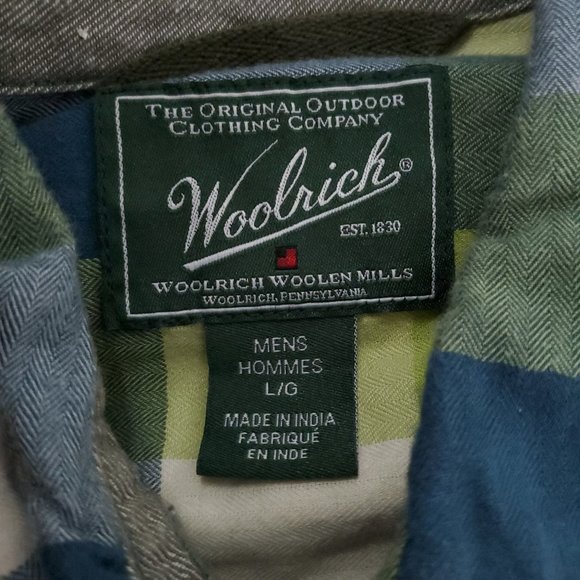 THE ORIGINAL OUTDOOR
CLOTHING COMPANY
Woolrich®
EST. 1830
WOOLRICH WOOLEN MILLS
WOOLRICH, PENNSYLVANIA
MENS
HOMMES
L/G
MADE IN INDIA
FABRIQUÉ
EN INDE